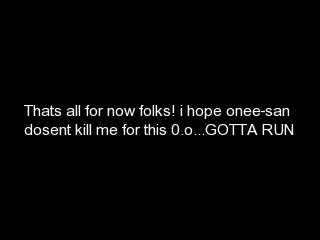 Thats all for now folks! i hope onee-san
dosent kill me for this 0.o...GOTTA RUN